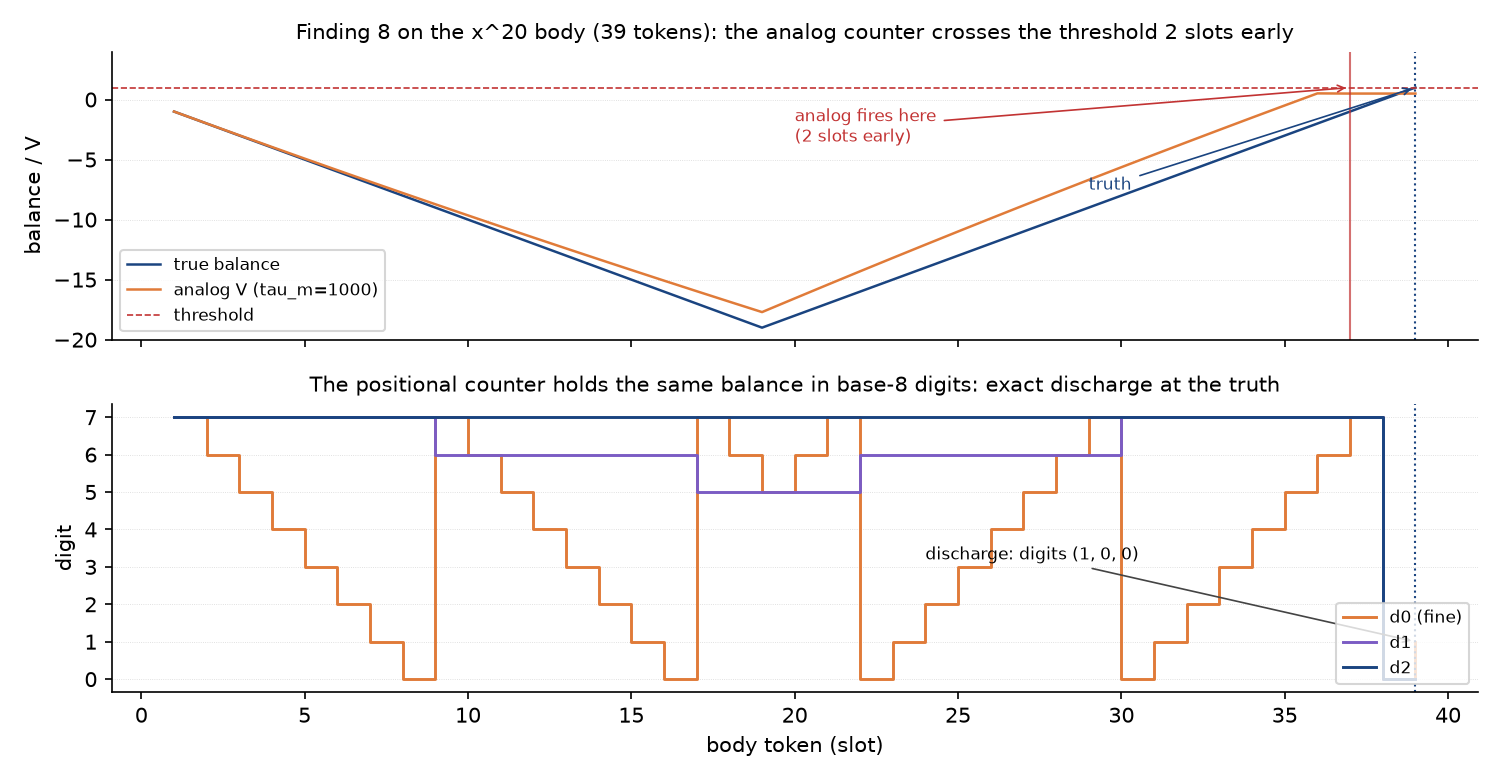 Finding 8 on the x^20 body (39 tokens): the analog counter crosses the threshold 2 slots early
balance / V
0
−5
−10
−15
−20
analog fires here
(2 slots early)
truth
true balance
analog V (tau_m=1000)
threshold
The positional counter holds the same balance in base-8 digits: exact discharge at the truth
digit
7
6
5
4
3
2
1
0
discharge: digits (1, 0, 0)
d0 (fine)
d1
d2
0
5
10
15
20
25
30
35
40
body token (slot)